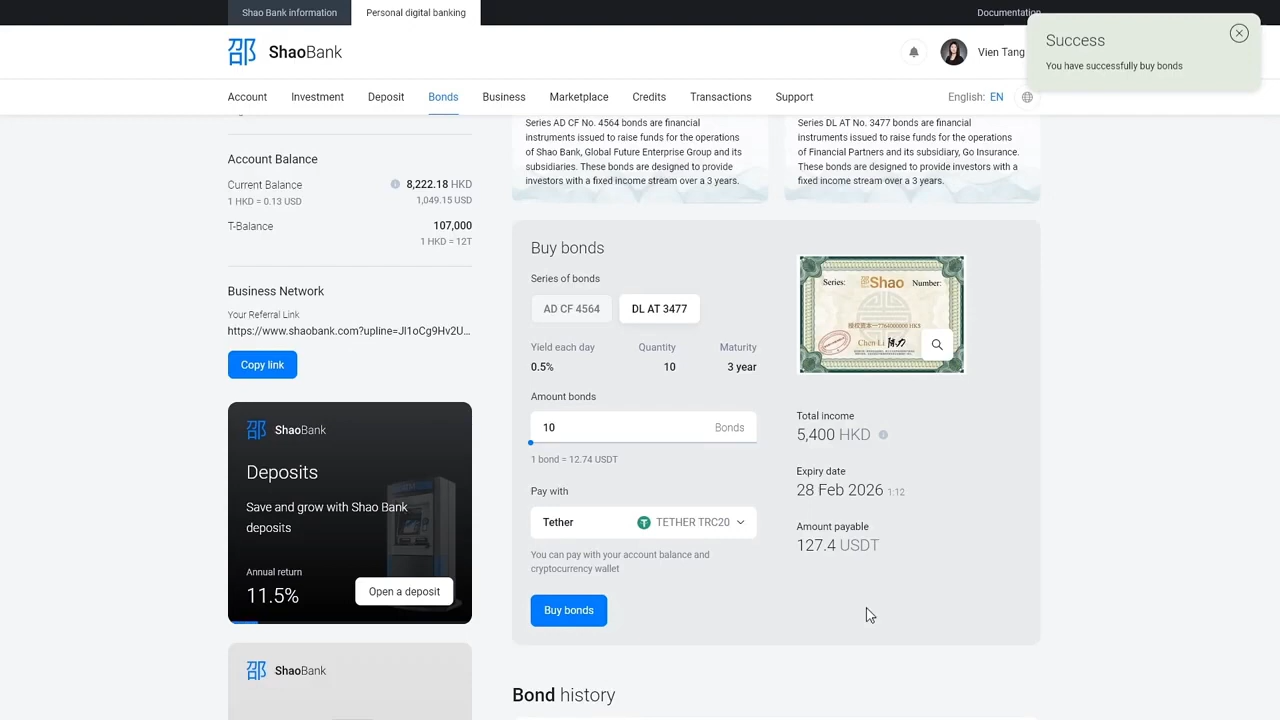 Shao Bank information
Personal digital banking
Documentation
邵 ShaoBank
Vien Tang
Success
You have successfully buy bonds
Account
Investment
Deposit
Bonds
Business
Marketplace
Credits
Transactions
Support
English: EN
Account Balance
Current Balance
8,222.18 HKD
1 HKD = 0.13 USD
1,049.15 USD
T-Balance
107,000
1 HKD = 12T
Business Network
Your Referral Link
https://www.shaobank.com?upline=JI1oCg9Hv2U...
Copy link
邵 ShaoBank
Deposits
Save and grow with Shao Bank
deposits
Annual return
11.5%
Open a deposit
邵 ShaoBank
Series AD CF No. 4564 bonds are financial
instruments issued to raise funds for the operations
of Shao Bank, Global Future Enterprise Group and its
subsidiaries. These bonds are designed to provide
investors with a fixed income stream over a 3 years.
Series DL AT No. 3477 bonds are financial
instruments issued to raise funds for the operations
of Financial Partners and its subsidiary, Go Insurance.
These bonds are designed to provide investors with a
fixed income stream over a 3 years.
Buy bonds
Series of bonds
AD CF 4564
DL AT 3477
Yield each day
Quantity
Maturity
0.5%
10
3 year
Amount bonds
10
Bonds
1 bond = 12.74 USDT
Pay with
Tether
TETHER TRC20
You can pay with your account balance and
cryptocurrency wallet
Buy bonds
Series:
邵Shao
Number:
Chen Li
Total income
5,400 HKD
Expiry date
28 Feb 2026 1:12
Amount payable
127.4 USDT
Bond history